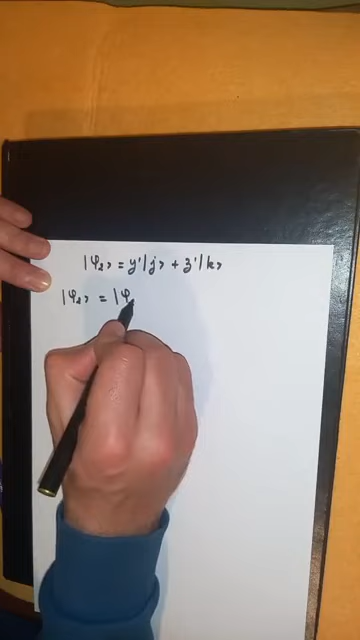 |φ₂⟩ = y'|j⟩ + z'|k⟩
|φ₂⟩ = |φ